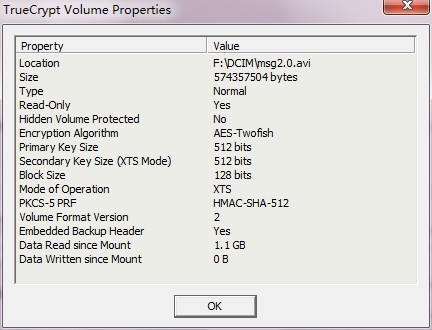 TrueCrypt Volume Properties
Property Value
Location F:\DCIM\msg2.0.avi
Size 574357504 bytes
Type Normal
Read-Only Yes
Hidden Volume Protected No
Encryption Algorithm AES-Twofish
Primary Key Size 512 bits
Secondary Key Size (XTS Mode) 512 bits
Block Size 128 bits
Mode of Operation XTS
PKCS-5 PRF HMAC-SHA-512
Volume Format Version 2
Embedded Backup Header Yes
Data Read since Mount 1.1 GB
Data Written since Mount 0 B
OK